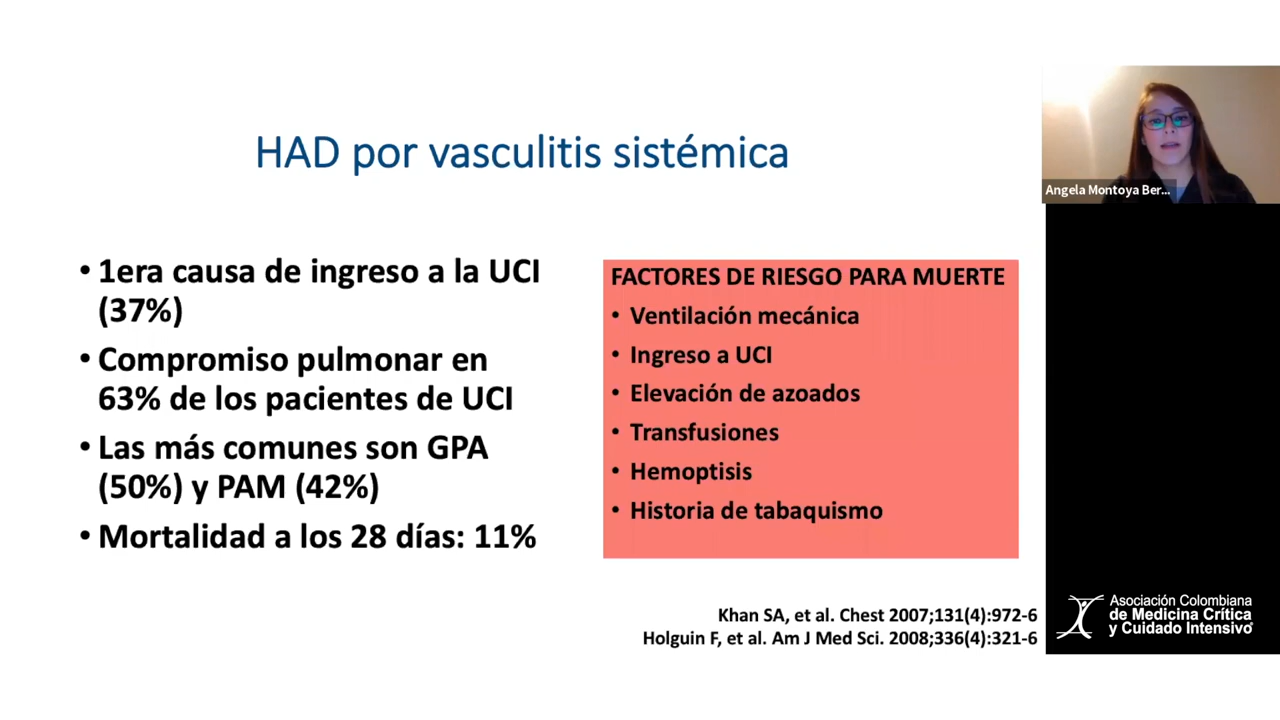 HAD por vasculitis sistémica
• 1era causa de ingreso a la UCI
(37%)
• Compromiso pulmonar en
63% de los pacientes de UCI
• Las más comunes son GPA
(50%) y PAM (42%)
• Mortalidad a los 28 días: 11%
FACTORES DE RIESGO PARA MUERTE
• Ventilación mecánica
• Ingreso a UCI
• Elevación de azoados
• Transfusiones
• Hemoptisis
• Historia de tabaquismo
Khan SA, et al. Chest 2007;131(4):972-6
Holguin F, et al. Am J Med Sci. 2008;336(4):321-6
Angela Montoya Ber...
Asociación Colombiana
de Medicina Crítica
y Cuidado Intensivo